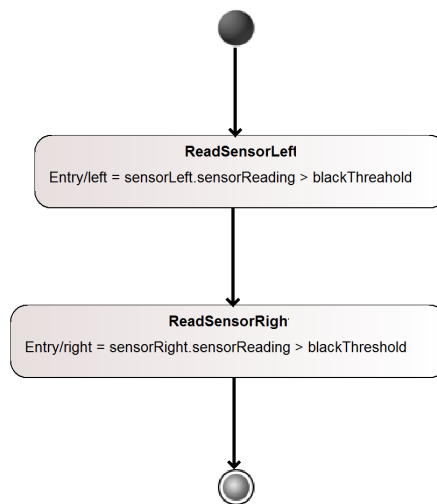 ReadSensorLeft
Entry/left = sensorLeft.sensorReading > blackThreahold
ReadSensorRigh
Entry/right = sensorRight.sensorReading > blackThreshold